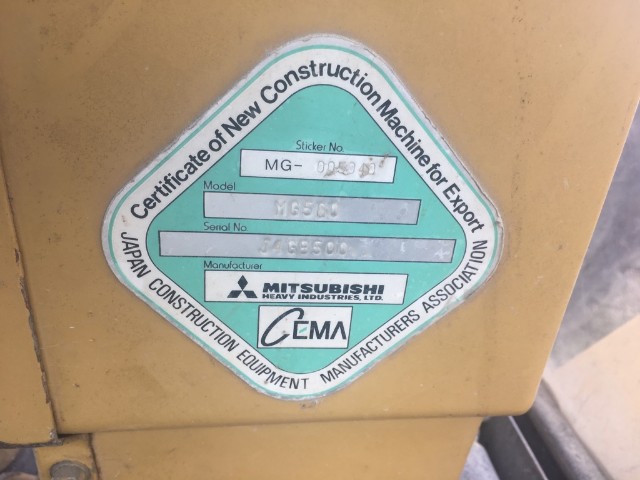 Certificate of New Construction Machine for Export
Sticker No.
MG-
Model
Serial No.
Manufacturer
MITSUBISHI
HEAVY INDUSTRIES, LTD.
CEMA
JAPAN CONSTRUCTION EQUIPMENT MANUFACTURERS ASSOCIATION